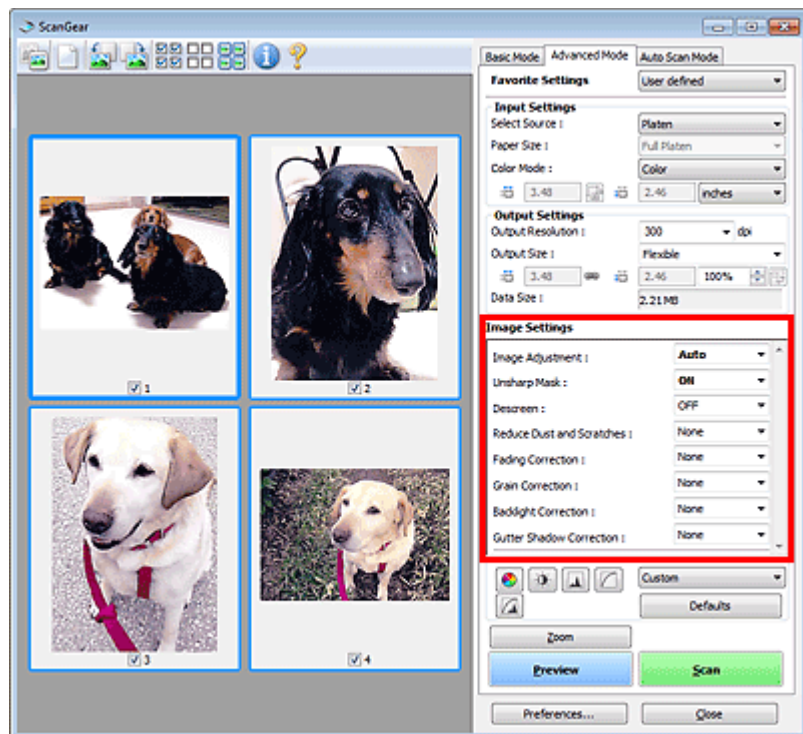 ScanGear
Basic Mode Advanced Mode Auto Scan Mode
Favorite Settings User defined
Input Settings
Select Source : Platen
Paper Size : Full Platen
Color Mode : Color
3.48 2.46 inches
Output Settings
Output Resolution : 300 dpi
Output Size : Flexible
3.48 2.46 100%
Data Size : 2.21 MB
Image Settings
Image Adjustment : Auto
Unsharp Mask : ON
Descreen : OFF
Reduce Dust and Scratches : None
Fading Correction : None
Grain Correction : None
Backlight Correction : None
Gutter Shadow Correction : None
Custom
Defaults
Zoom
Preview Scan
Preferences... Close
1
2
3
4